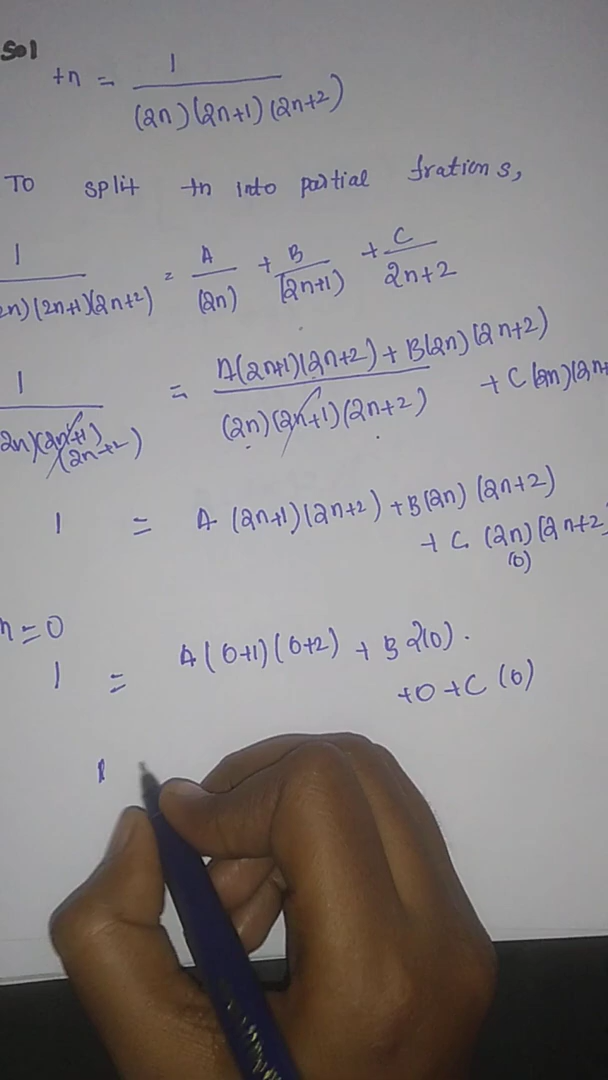 Sol
tn = 1 / (2n)(2n+1)(2n+2)
To split tn into partial frations,
1 / 2n)(2n+1)(2n+2) = A / (2n) + B / (2n+1) + C / 2n+2
1 / 2n)(2n+1)(2n+2) = A(2n+1)(2n+2) + B(2n)(2n+2) + C(2n)(2n+ / (2n)(2n+1)(2n+2)
1 = A (2n+1)(2n+2) + B(2n) (2n+2)
+ C (2n) (2n+2)
(0)
n=0
1 = A(0+1)(0+2) + B 2(0).
+0 + C (0)
1